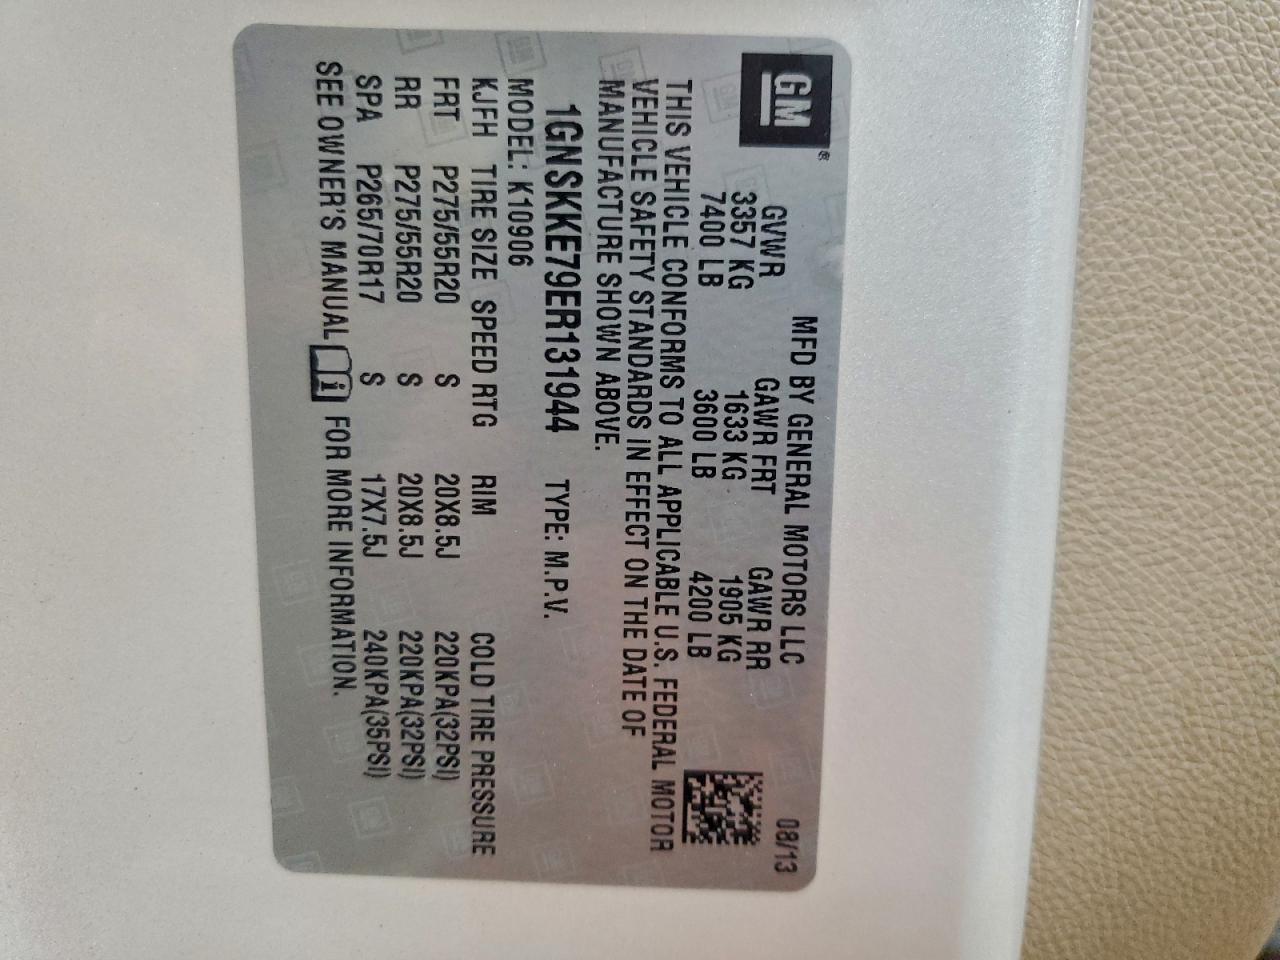 GM®
MFD BY GENERAL MOTORS LLC 08/13
GVWR GAWR FRT GAWR RR
3357 KG 1633 KG 1905 KG
7400 LB 3600 LB 4200 LB
THIS VEHICLE CONFORMS TO ALL APPLICABLE U.S. FEDERAL MOTOR
VEHICLE SAFETY STANDARDS IN EFFECT ON THE DATE OF
MANUFACTURE SHOWN ABOVE.
1GNSKKE79ER131944 TYPE: M.P.V.
MODEL: K10906
KJFH TIRE SIZE SPEED RTG RIM COLD TIRE PRESSURE
FRT P275/55R20 S 20X8.5J 220KPA(32PSI)
RR P275/55R20 S 20X8.5J 220KPA(32PSI)
SPA P265/70R17 S 17X7.5J 240KPA(35PSI)
SEE OWNER'S MANUAL i FOR MORE INFORMATION.